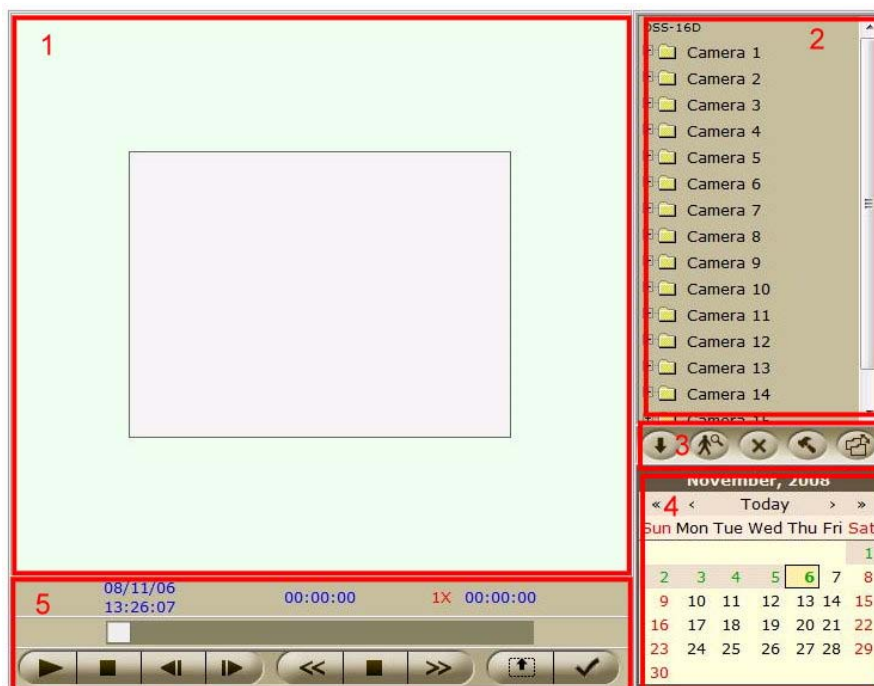 1
2
DSS-16D
Camera 1
Camera 2
Camera 3
Camera 4
Camera 5
Camera 6
Camera 7
Camera 8
Camera 9
Camera 10
Camera 11
Camera 12
Camera 13
Camera 14
Camera 15
3
November, 2008
4
« ‹ Today › »
Sun Mon Tue Wed Thu Fri Sat
1
2 3 4 5 6 7 8
9 10 11 12 13 14 15
16 17 18 19 20 21 22
23 24 25 26 27 28 29
30
5
08/11/06
13:26:07
00:00:00 1X 00:00:00